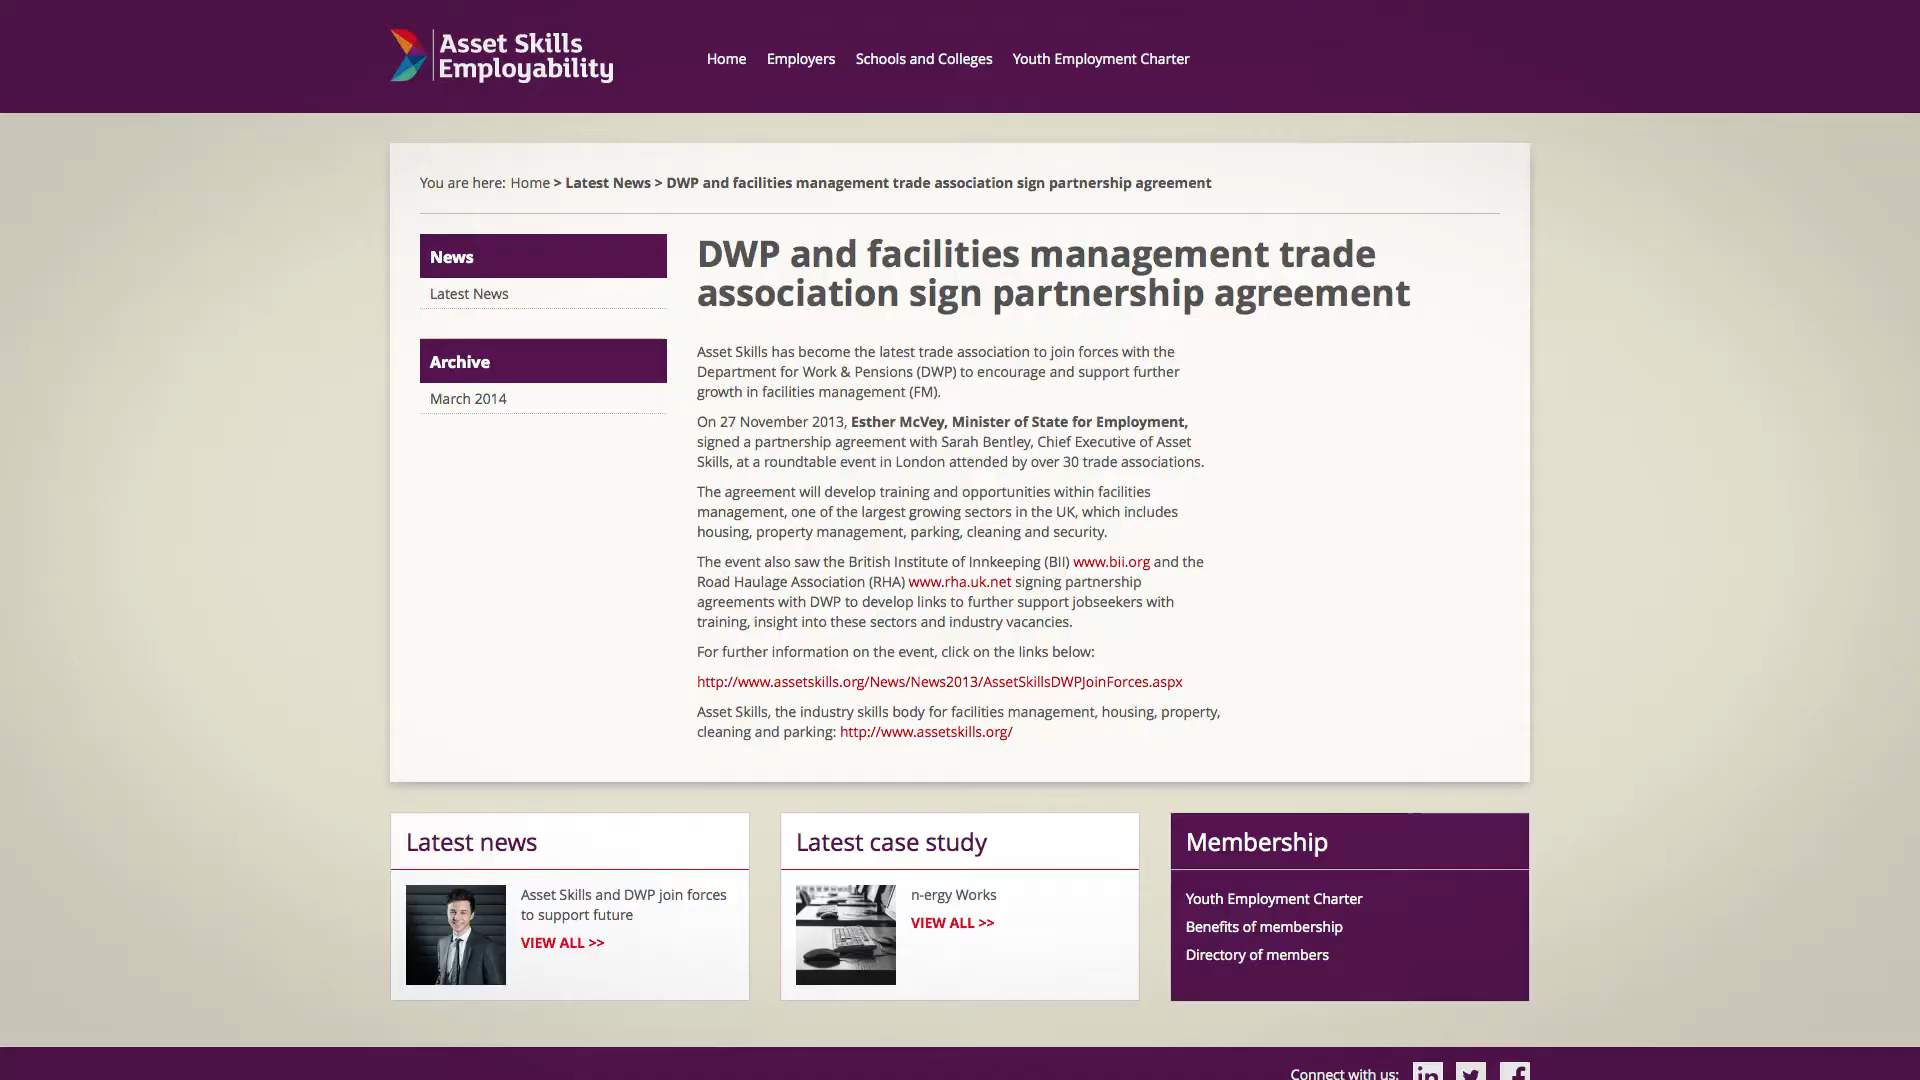 Asset Skills
Employability
Home Employers Schools and Colleges Youth Employment Charter
You are here: Home > Latest News > DWP and facilities management trade association sign partnership agreement
News
Latest News
Archive
March 2014
DWP and facilities management trade
association sign partnership agreement
Asset Skills has become the latest trade association to join forces with the
Department for Work & Pensions (DWP) to encourage and support further
growth in facilities management (FM).
On 27 November 2013, Esther McVey, Minister of State for Employment,
signed a partnership agreement with Sarah Bentley, Chief Executive of Asset
Skills, at a roundtable event in London attended by over 30 trade associations.
The agreement will develop training and opportunities within facilities
management, one of the largest growing sectors in the UK, which includes
housing, property management, parking, cleaning and security.
The event also saw the British Institute of Innkeeping (BII) www.bii.org and the
Road Haulage Association (RHA) www.rha.uk.net signing partnership
agreements with DWP to develop links to further support jobseekers with
training, insight into these sectors and industry vacancies.
For further information on the event, click on the links below:
http://www.assetskills.org/News/News2013/AssetSkillsDWPJoinForces.aspx
Asset Skills, the industry skills body for facilities management, housing, property,
cleaning and parking: http://www.assetskills.org/
Latest news
Asset Skills and DWP join forces
to support future
VIEW ALL >>
Latest case study
n-ergy Works
VIEW ALL >>
Membership
Youth Employment Charter
Benefits of membership
Directory of members
Connect with us: